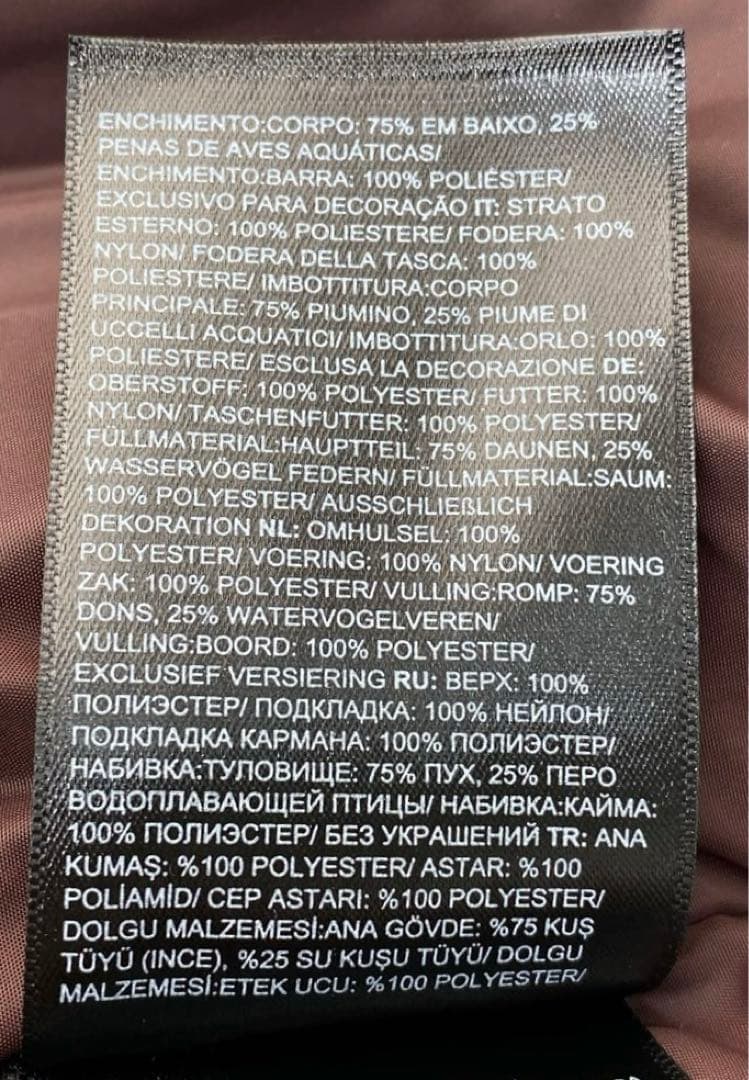 ENCHIMENTO:CORPO: 75% EM BAIXO, 25%
PENAS DE AVES AQUÁTICAS/
ENCHIMENTO:BARRA: 100% POLIÉSTER/
EXCLUSIVO PARA DECORAÇÃO IT: STRATO
ESTERNO: 100% POLIESTERE/ FODERA: 100%
NYLON/ FODERA DELLA TASCA: 100%
POLIESTERE/ IMBOTTITURA:CORPO
PRINCIPALE: 75% PIUMINO, 25% PIUME DI
UCCELLI ACQUATICI/ IMBOTTITURA:ORLO: 100%
POLIESTERE/ ESCLUSA LA DECORAZIONE DE:
OBERSTOFF: 100% POLYESTER/ FUTTER: 100%
NYLON/ TASCHENFUTTER: 100% POLYESTER/
FÜLLMATERIAL:HAUPTTEIL: 75% DAUNEN, 25%
WASSERVÖGEL FEDERN/ FÜLLMATERIAL:SAUM:
100% POLYESTER/ AUSSCHLIEßLICH
DEKORATION NL: OMHULSEL: 100%
POLYESTER/ VOERING: 100% NYLON/ VOERING
ZAK: 100% POLYESTER/ VULLING:ROMP: 75%
DONS, 25% WATERVOGELVEREN/
VULLING:BOORD: 100% POLYESTER/
EXCLUSIEF VERSIERING RU: ВЕРХ: 100%
ПОЛИЭСТЕР/ ПОДКЛАДКА: 100% НЕЙЛОН/
ПОДКЛАДКА КАРМАНА: 100% ПОЛИЭСТЕР/
НАБИВКА:ТУЛОВИЩЕ: 75% ПУХ, 25% ПЕРО
ВОДОПЛАВАЮЩЕЙ ПТИЦЫ/ НАБИВКА:КАЙМА:
100% ПОЛИЭСТЕР/ БЕЗ УКРАШЕНИЙ TR: ANA
KUMAŞ: %100 POLYESTER/ ASTAR: %100
POLİAMİD/ CEP ASTARI: %100 POLYESTER/
DOLGU MALZEMESİ:ANA GÖVDE: %75 KUŞ
TÜYÜ (INCE), %25 SU KUŞU TÜYÜ/ DOLGU
MALZEMESİ:ETEK UCU: %100 POLYESTER/